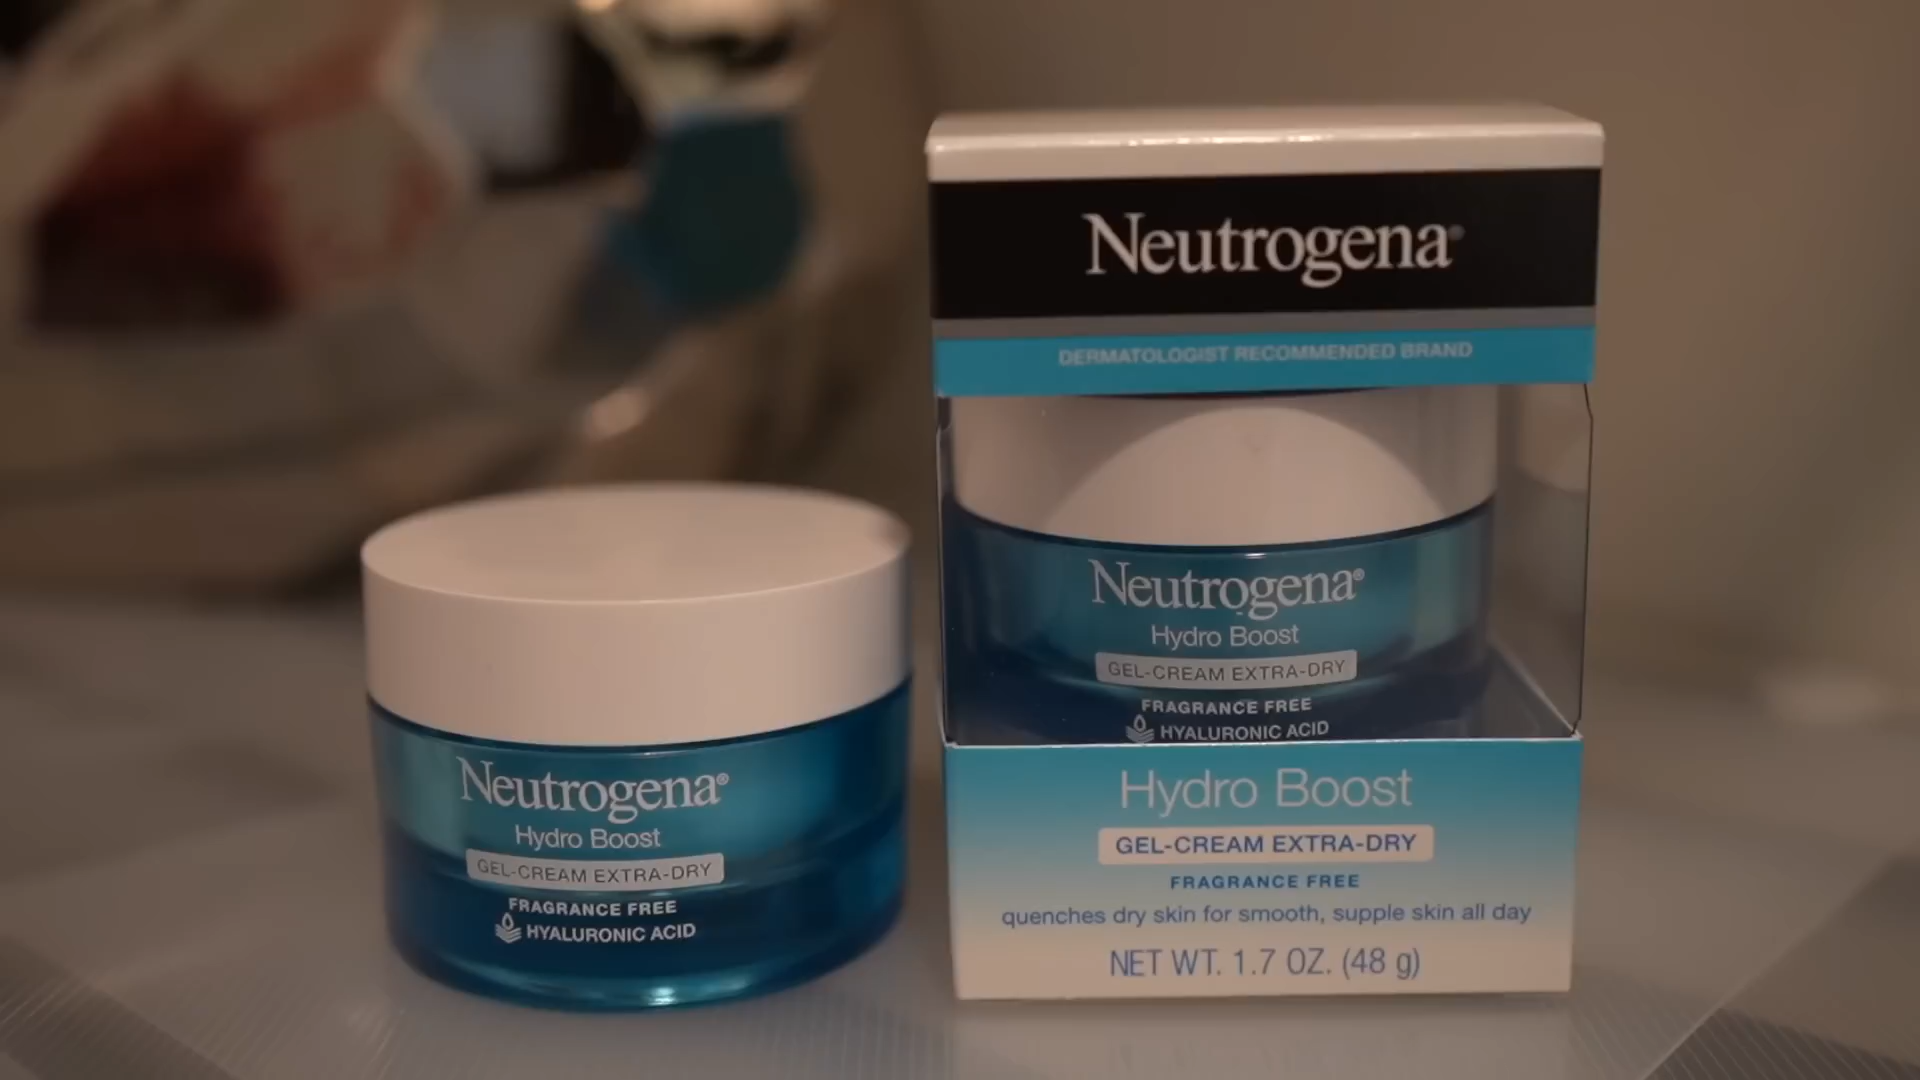 Neutrogena®
Hydro Boost
GEL-CREAM EXTRA-DRY
FRAGRANCE FREE
HYALURONIC ACID
Neutrogena®
DERMATOLOGIST RECOMMENDED BRAND
Neutrogena®
Hydro Boost
GEL-CREAM EXTRA-DRY
FRAGRANCE FREE
HYALURONIC ACID
Hydro Boost
GEL-CREAM EXTRA-DRY
FRAGRANCE FREE
quenches dry skin for smooth, supple skin all day
NET WT. 1.7 OZ. (48 g)